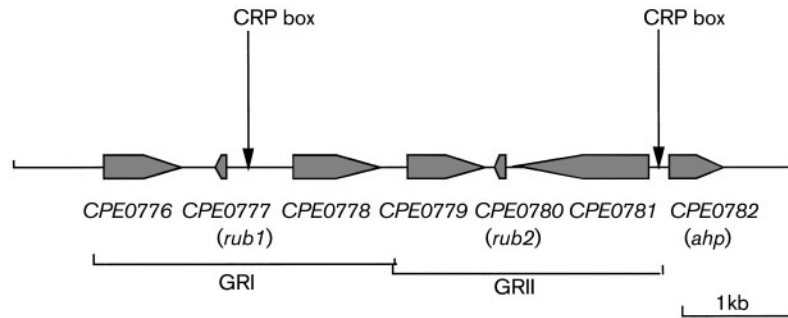 CRP box CRP box
CPE0776 CPE0777 CPE0778 CPE0779 CPE0780 CPE0781 CPE0782
(rub1) (rub2) (ahp)
GRI GRII
1kb